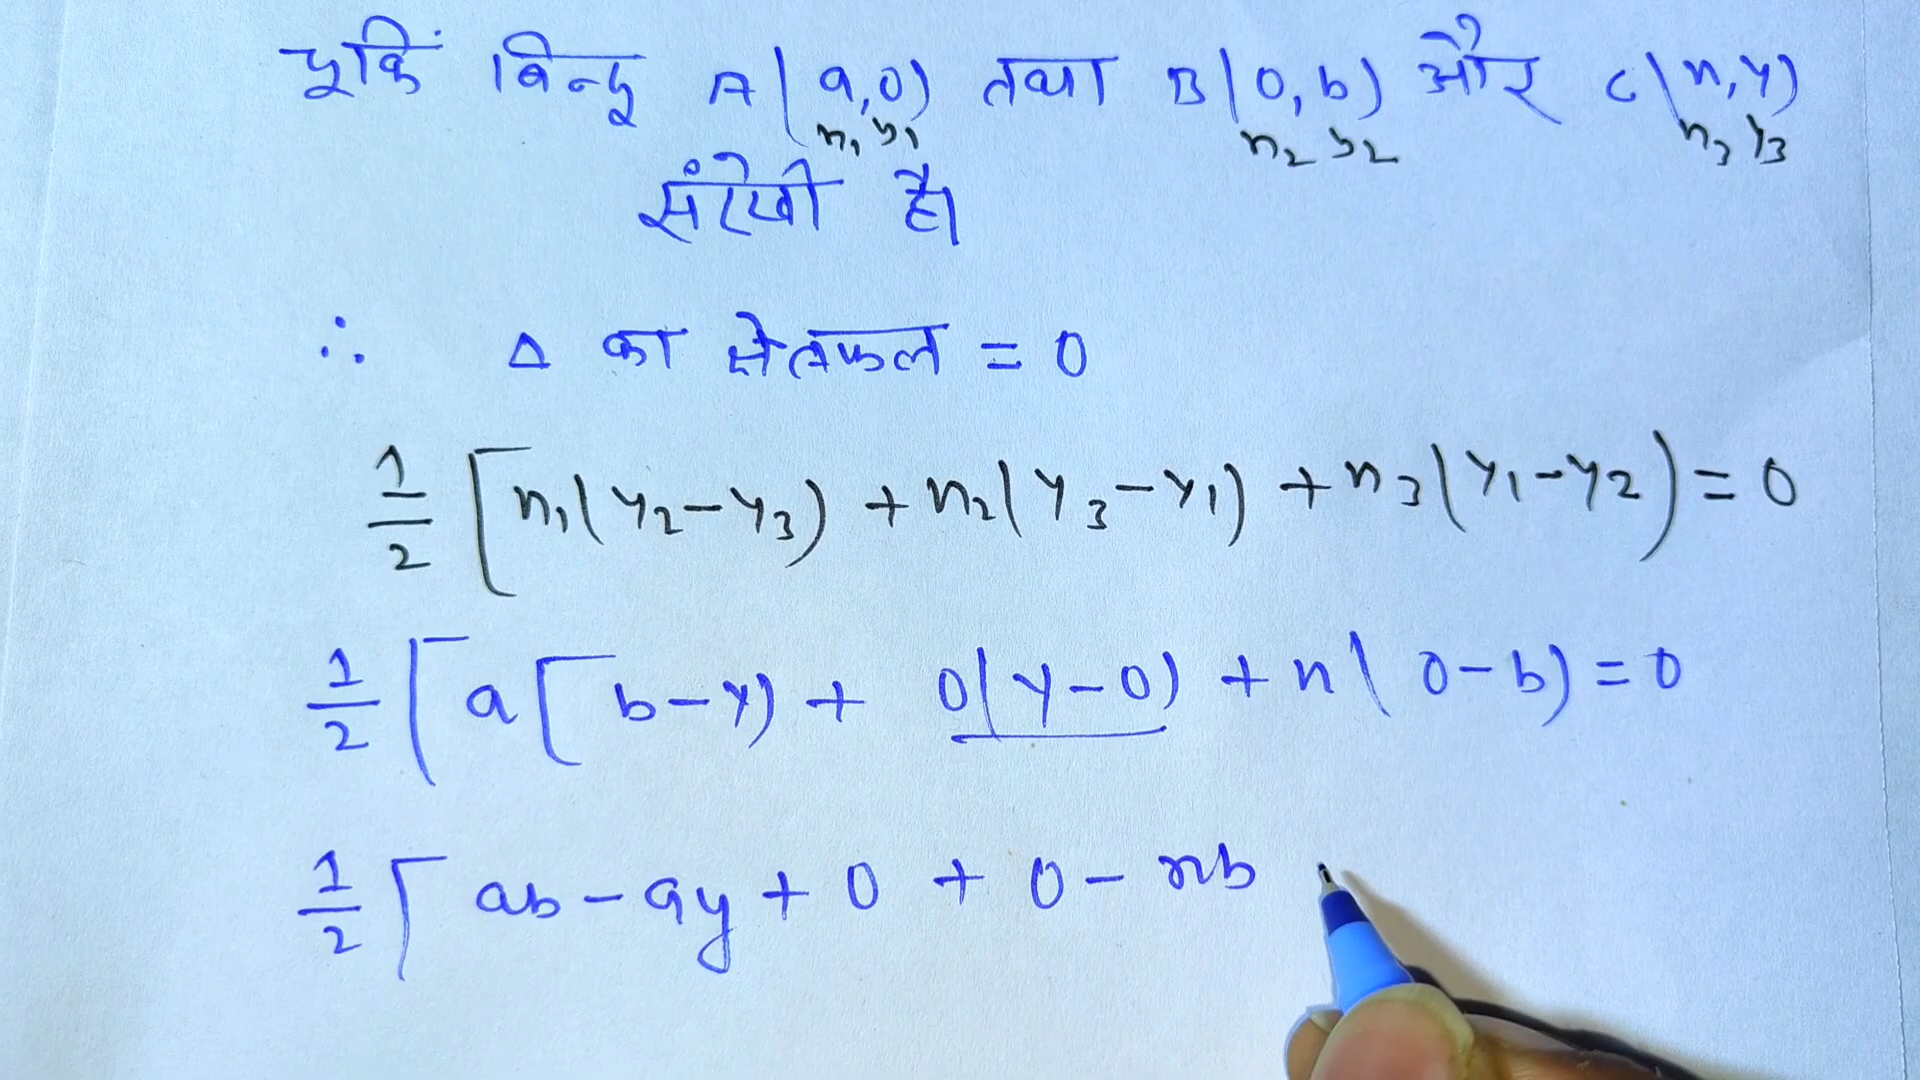 चूकिं बिन्दु A(a,0) तथा B(0,b) और C(x,y)
x₁ y₁ x₂ y₂ x₃ y₃
संरेखी है।
∴ Δ का क्षेत्रफल = 0
1/2 [x₁(y₂-y₃) + x₂(y₃-y₁) + x₃(y₁-y₂) = 0
1/2 [a[b-y) + 0(y-0) + x(0-b) = 0
1/2 [ab - ay + 0 + 0 - xb